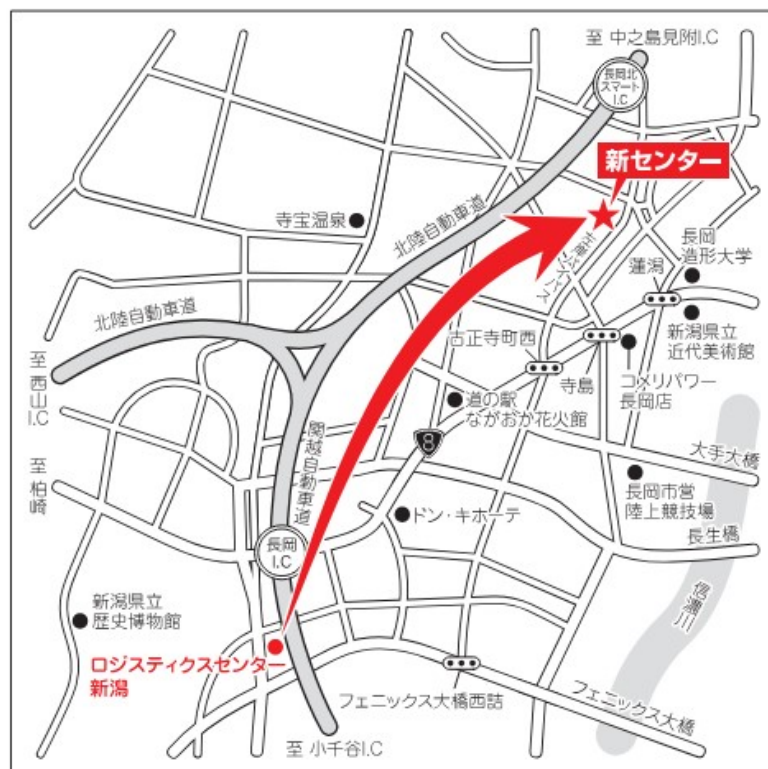 至 中之島見附I.C
長岡北
スマート
I.C
新センター
寺宝温泉
北陸自動車道
左岸バイパス
長岡
造形大学
蓮潟
北陸自動車道
新潟県立
近代美術館
古正寺町西
至 西山I.C
寺島
コメリパワー
長岡店
道の駅
ながおか花火館
8
関越自動車道
大手大橋
至 柏崎
長岡市営
陸上競技場
ドン・キホーテ
長生橋
長岡
I.C
新潟県立
歴史博物館
信濃川
ロジスティクスセンター
新潟
フェニックス大橋西詰
フェニックス大橋
至 小千谷I.C